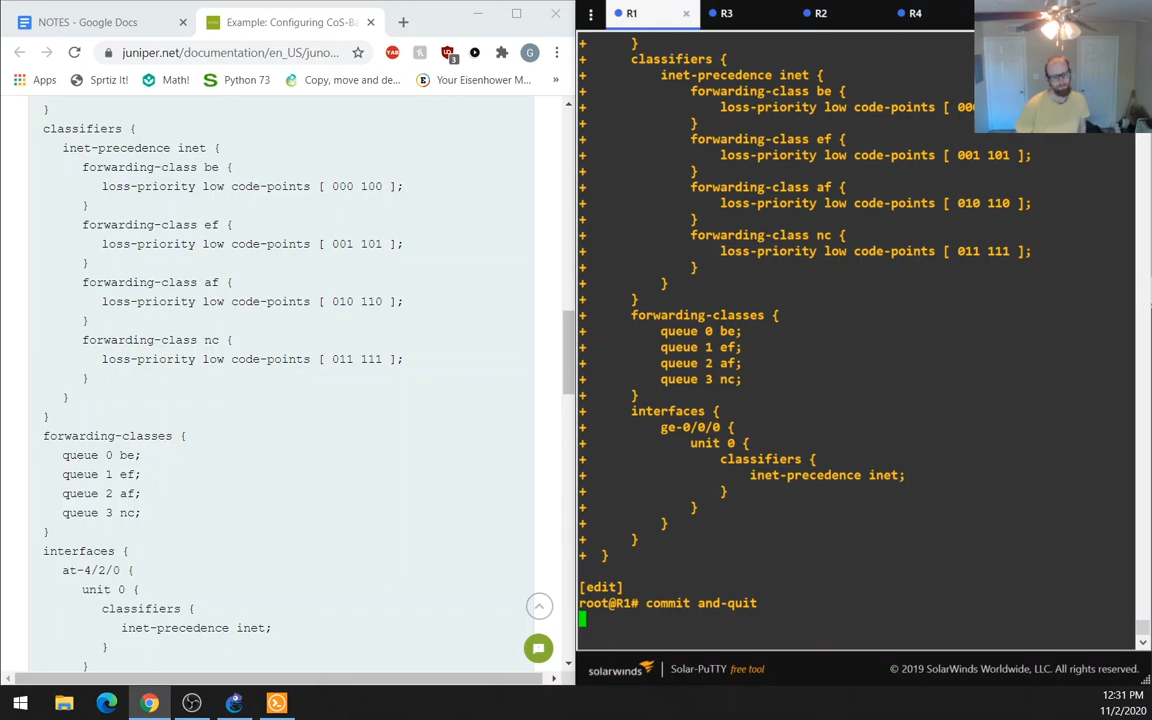 NOTES - Google Docs
Example: Configuring CoS-Ba
juniper.net/documentation/en_US/juno...
YAB
3
G
Apps
Sprtiz It!
Math!
Python 73
Copy, move and de...
Your Eisenhower M...
»
}
classifiers {
inet-precedence inet {
forwarding-class be {
loss-priority low code-points [ 000 100 ];
}
forwarding-class ef {
loss-priority low code-points [ 001 101 ];
}
forwarding-class af {
loss-priority low code-points [ 010 110 ];
}
forwarding-class nc {
loss-priority low code-points [ 011 111 ];
}
}
}
forwarding-classes {
queue 0 be;
queue 1 ef;
queue 2 af;
queue 3 nc;
}
interfaces {
at-4/2/0 {
unit 0 {
classifiers {
inet-precedence inet;
}
}
R1
R3
R2
R4
+ }
+ classifiers {
+ inet-precedence inet {
+ forwarding-class be {
+ loss-priority low code-points [ 00
+ }
+ forwarding-class ef {
+ loss-priority low code-points [ 001 101 ];
+ }
+ forwarding-class af {
+ loss-priority low code-points [ 010 110 ];
+ }
+ forwarding-class nc {
+ loss-priority low code-points [ 011 111 ];
+ }
+ }
+ }
+ forwarding-classes {
+ queue 0 be;
+ queue 1 ef;
+ queue 2 af;
+ queue 3 nc;
+ }
+ interfaces {
+ ge-0/0/0 {
+ unit 0 {
+ classifiers {
+ inet-precedence inet;
+ }
+ }
+ }
+ }
+ }
[edit]
root@R1# commit and-quit
solarwinds Solar-PuTTY free tool © 2019 SolarWinds Worldwide, LLC. All rights reserved.
12:31 PM
11/2/2020